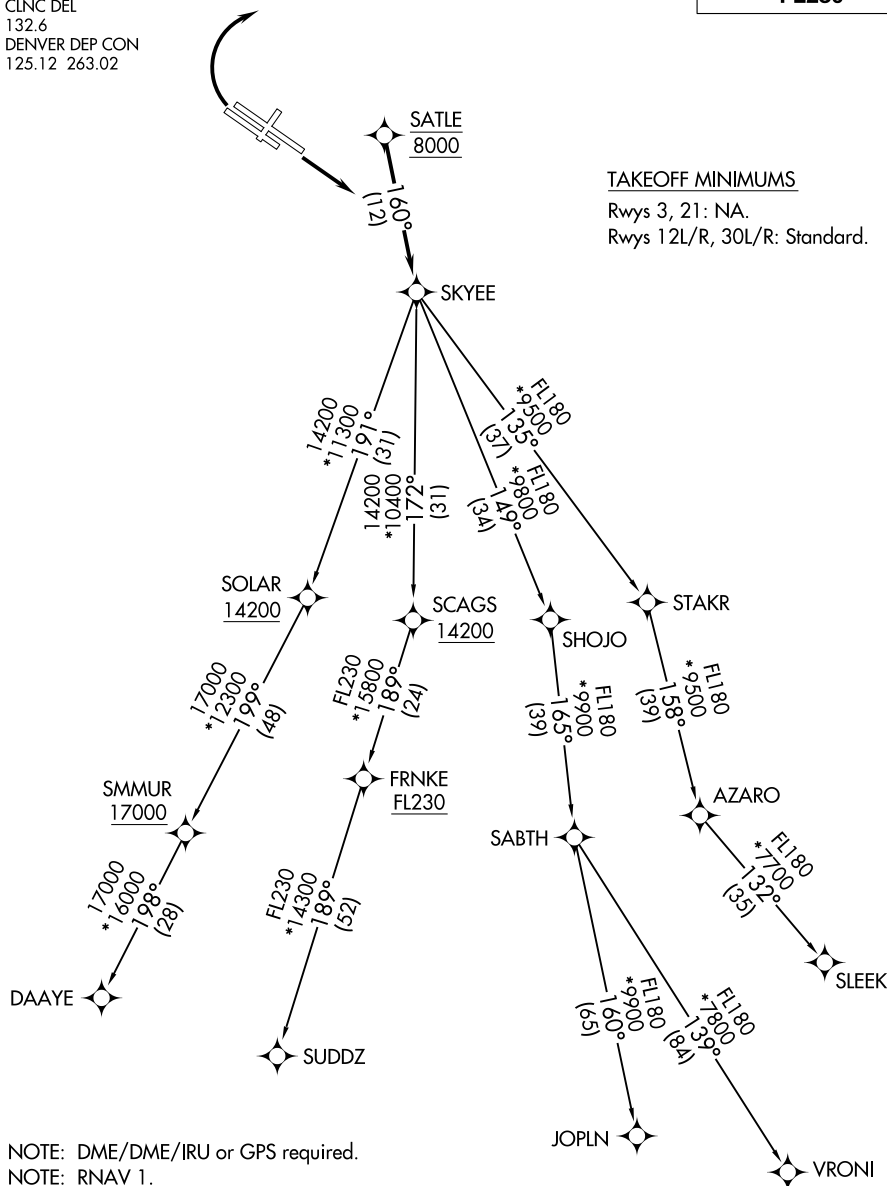 CLNC DEL
132.6
DENVER DEP CON
125.12 263.02
SATLE
8000
TAKEOFF MINIMUMS
Rwys 3, 21: NA.
Rwys 12L/R, 30L/R: Standard.
160°
(12)
SKYEE
14200
*11300
191°
(31)
14200
*10400
172°
(31)
FL180
*9800
149°
(34)
FL180
*9500
135°
(37)
SOLAR
14200
SCAGS
14200
SHOJO
STAKR
17000
*12300
199°
(48)
FL230
*15800
189°
(24)
FL180
*9900
165°
(39)
FL180
*9500
158°
(39)
SMMUR
17000
FRNKE
FL230
SABTH
AZARO
17000
*16000
198°
(28)
FL230
*14300
189°
(52)
FL180
*9900
160°
(65)
FL180
*7800
139°
(84)
FL180
*7700
132°
(35)
DAAYE
SUDDZ
JOPLN
VRONI
SLEEK
NOTE: DME/DME/IRU or GPS required.
NOTE: RNAV 1.